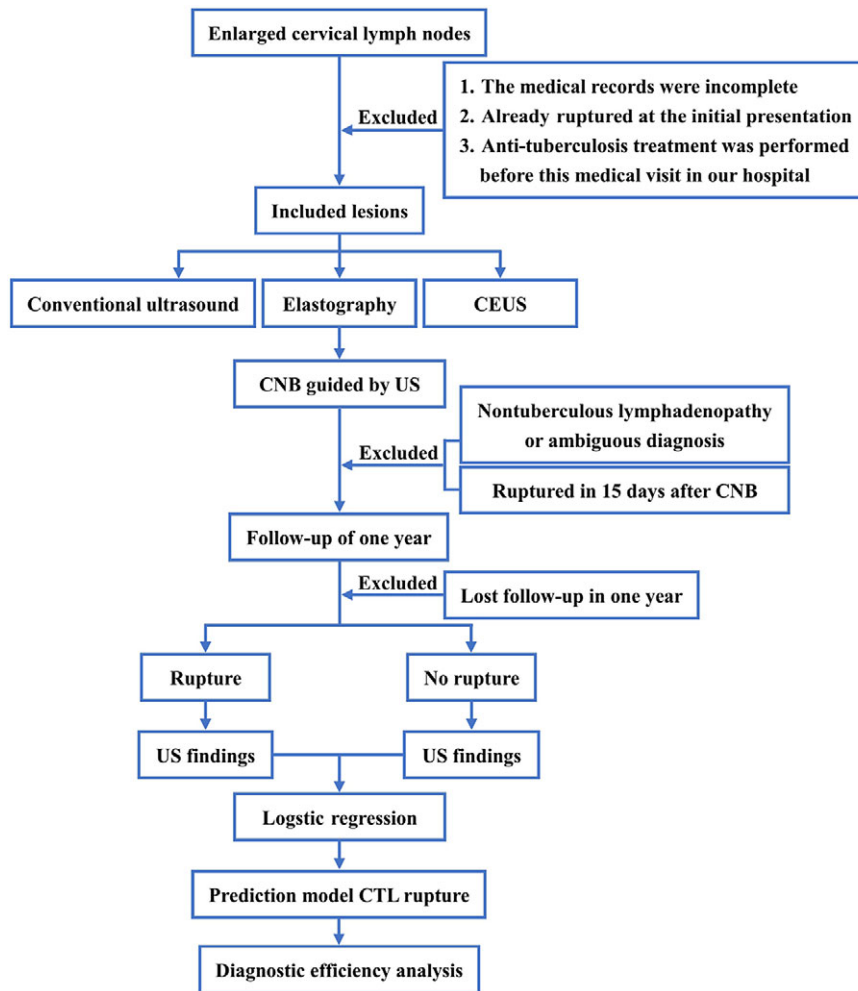 Enlarged cervical lymph nodes
Excluded
1. The medical records were incomplete
2. Already ruptured at the initial presentation
3. Anti-tuberculosis treatment was performed
before this medical visit in our hospital
Included lesions
Conventional ultrasound
Elastography
CEUS
CNB guided by US
Excluded
Nontuberculous lymphadenopathy
or ambiguous diagnosis
Ruptured in 15 days after CNB
Follow-up of one year
Excluded
Lost follow-up in one year
Rupture
No rupture
US findings
US findings
Logstic regression
Prediction model CTL rupture
Diagnostic efficiency analysis